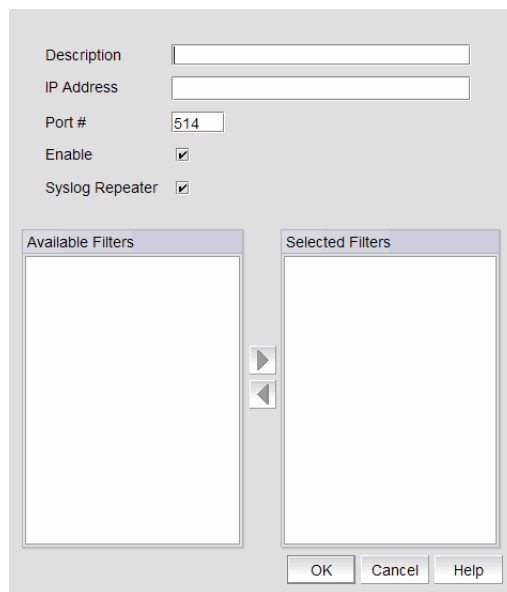 Description
IP Address
Port # 514
Enable
Syslog Repeater
Available Filters Selected Filters
OK Cancel Help